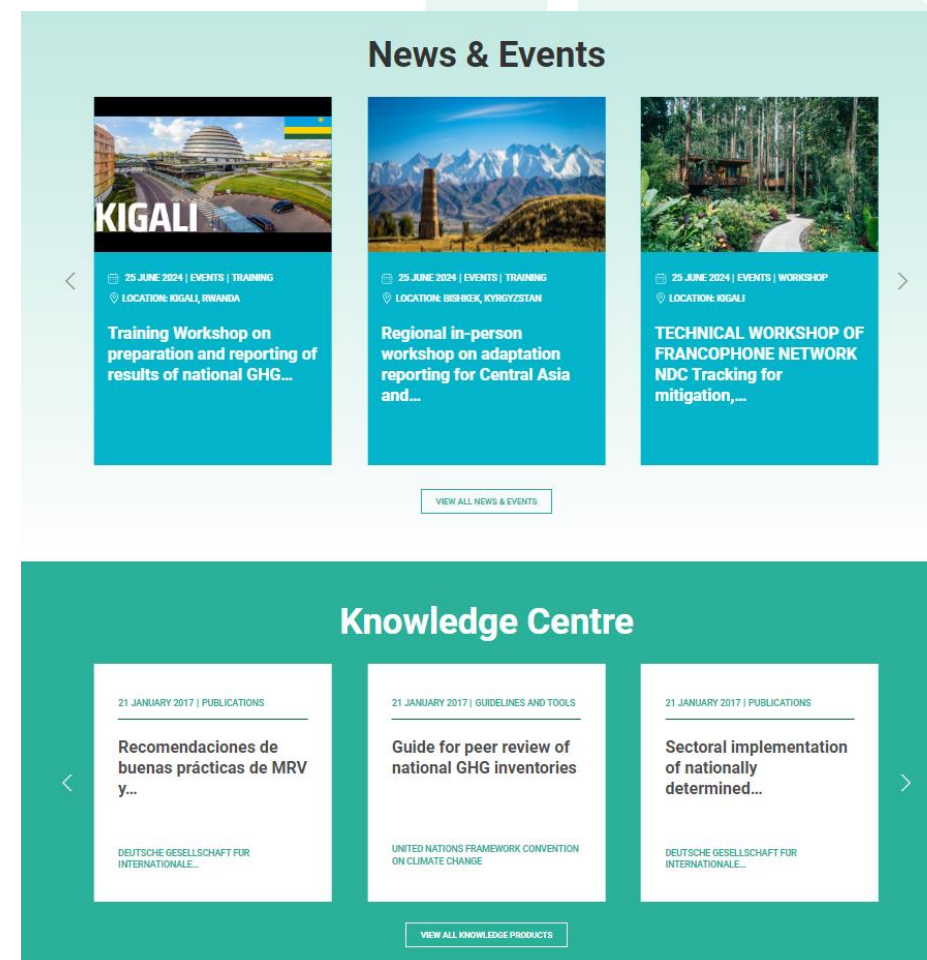 News & Events
KIGALI
25 JUNE 2024 | EVENTS | TRAINING
LOCATION: KIGALI, RWANDA
Training Workshop on
preparation and reporting of
results of national GHG...
25 JUNE 2024 | EVENTS | TRAINING
LOCATION: BISHKEK, KYRGYZSTAN
Regional in-person
workshop on adaptation
reporting for Central Asia
and...
25 JUNE 2024 | EVENTS | WORKSHOP
LOCATION: KIGALI
TECHNICAL WORKSHOP OF
FRANCOPHONE NETWORK
NDC Tracking for
mitigation,...
VIEW ALL NEWS & EVENTS
Knowledge Centre
21 JANUARY 2017 | PUBLICATIONS
Recomendaciones de
buenas prácticas de MRV
y...
DEUTSCHE GESELLSCHAFT FÜR
INTERNATIONALE...
21 JANUARY 2017 | GUIDELINES AND TOOLS
Guide for peer review of
national GHG inventories
UNITED NATIONS FRAMEWORK CONVENTION
ON CLIMATE CHANGE
21 JANUARY 2017 | PUBLICATIONS
Sectoral implementation
of nationally
determined...
DEUTSCHE GESELLSCHAFT FÜR
INTERNATIONALE...
VIEW ALL KNOWLEDGE PRODUCTS